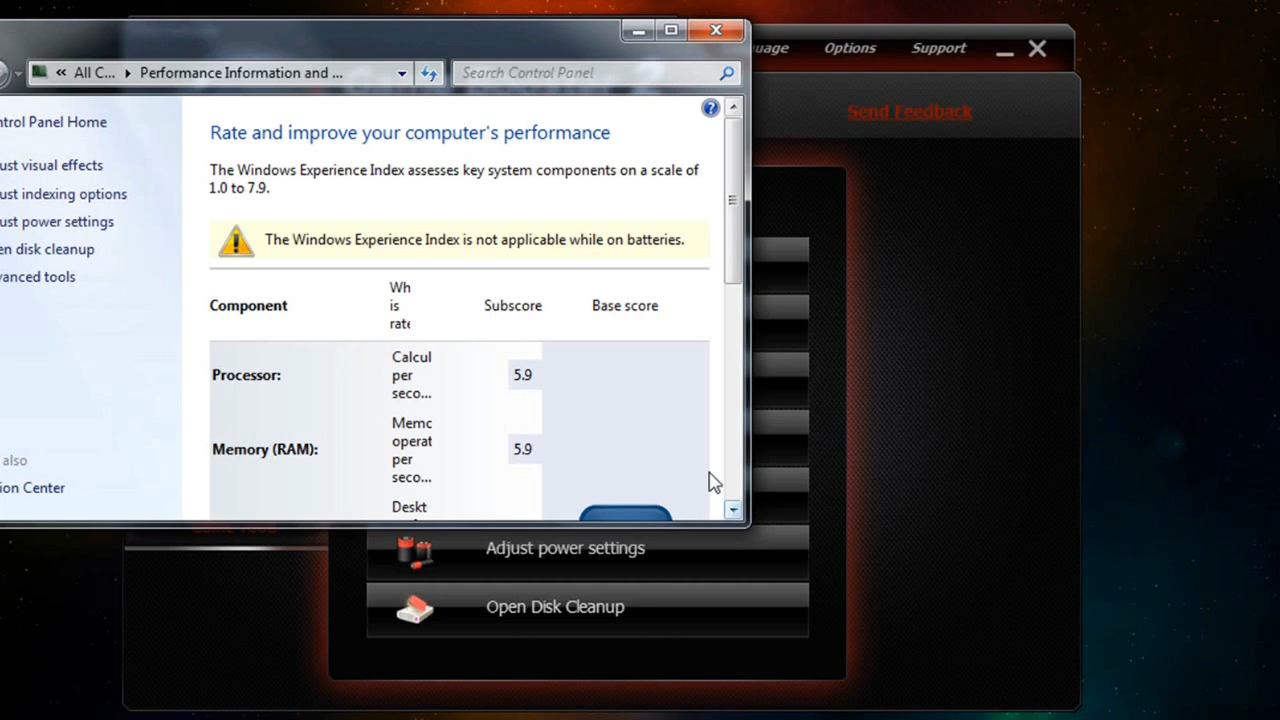 uage
Options
Support
« All C... Performance Information and ...
Search Control Panel
Send Feedback
ntrol Panel Home
ust visual effects
ust indexing options
ust power settings
en disk cleanup
vanced tools
also
ion Center
Rate and improve your computer's performance
The Windows Experience Index assesses key system components on a scale of
1.0 to 7.9.
The Windows Experience Index is not applicable while on batteries.
Component
Wh
is
rate
Subscore
Base score
Processor:
Calcul
per
seco...
5.9
Memory (RAM):
Memc
operat
per
seco...
5.9
Deskt
Adjust power settings
Open Disk Cleanup